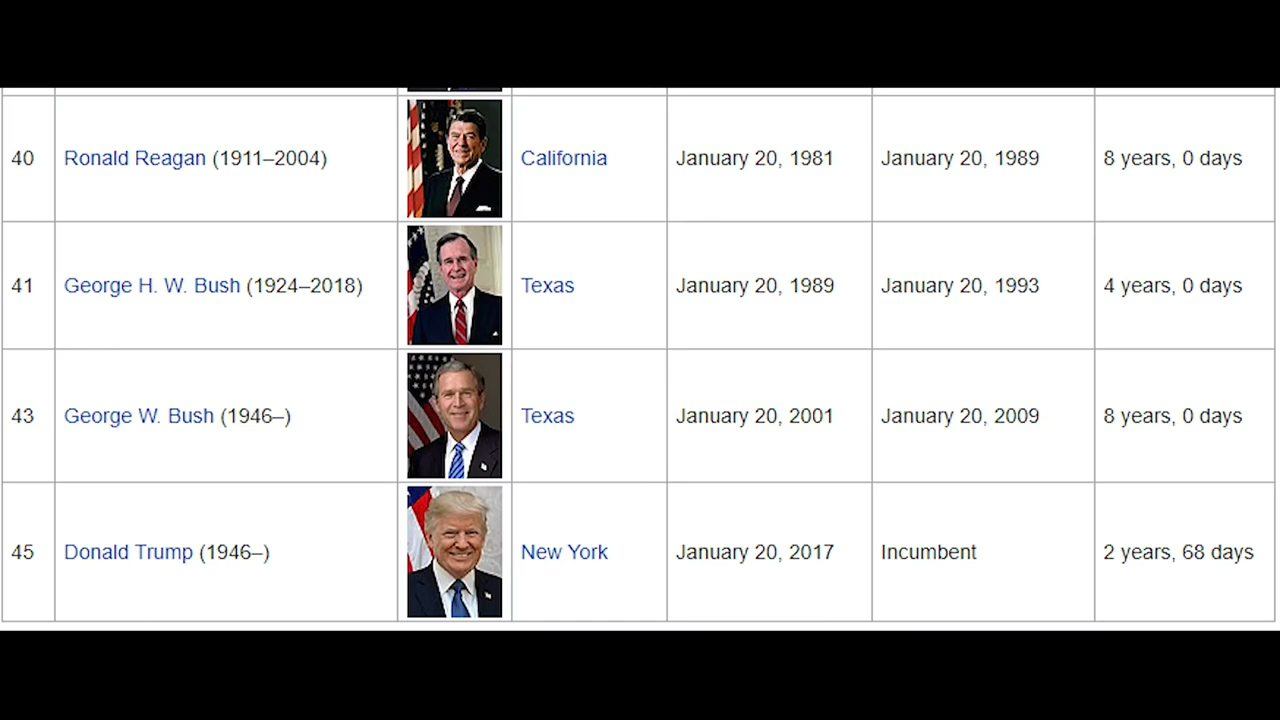 40 Ronald Reagan (1911–2004) California January 20, 1981 January 20, 1989 8 years, 0 days
41 George H. W. Bush (1924–2018) Texas January 20, 1989 January 20, 1993 4 years, 0 days
43 George W. Bush (1946–) Texas January 20, 2001 January 20, 2009 8 years, 0 days
45 Donald Trump (1946–) New York January 20, 2017 Incumbent 2 years, 68 days